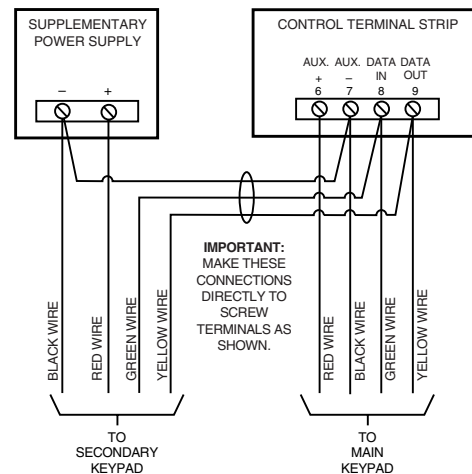 SUPPLEMENTARY
POWER SUPPLY
– +
CONTROL TERMINAL STRIP
AUX. AUX. DATA DATA
+ – IN OUT
6 7 8 9
IMPORTANT:
MAKE THESE
CONNECTIONS
DIRECTLY TO
SCREW
TERMINALS AS
SHOWN.
BLACK WIRE
RED WIRE
GREEN WIRE
YELLOW WIRE
RED WIRE
BLACK WIRE
GREEN WIRE
YELLOW WIRE
TO
SECONDARY
KEYPAD
TO
MAIN
KEYPAD